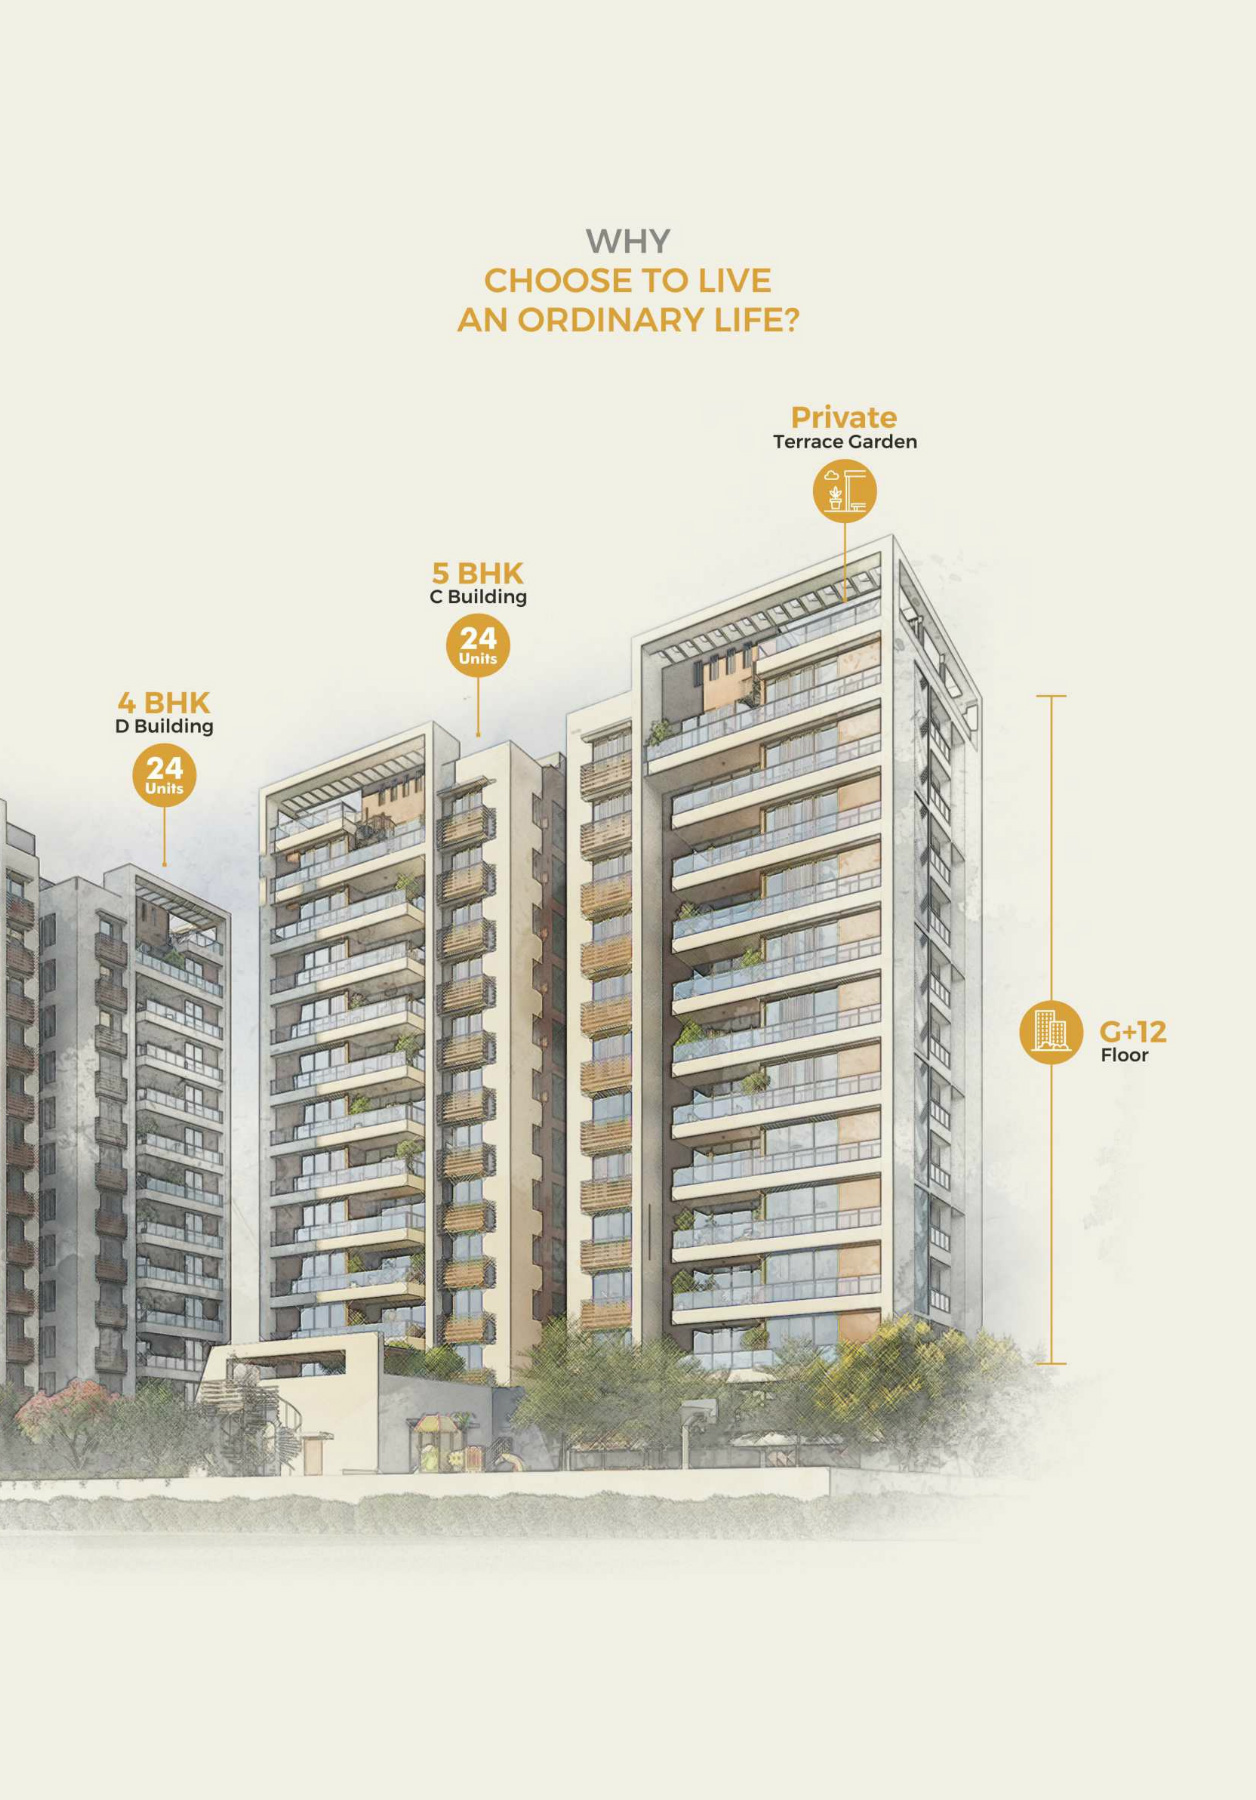 WHY
CHOOSE TO LIVE
AN ORDINARY LIFE?
Private
Terrace Garden
5 BHK
C Building
24
Units
4 BHK
D Building
24
Units
G+12
Floor